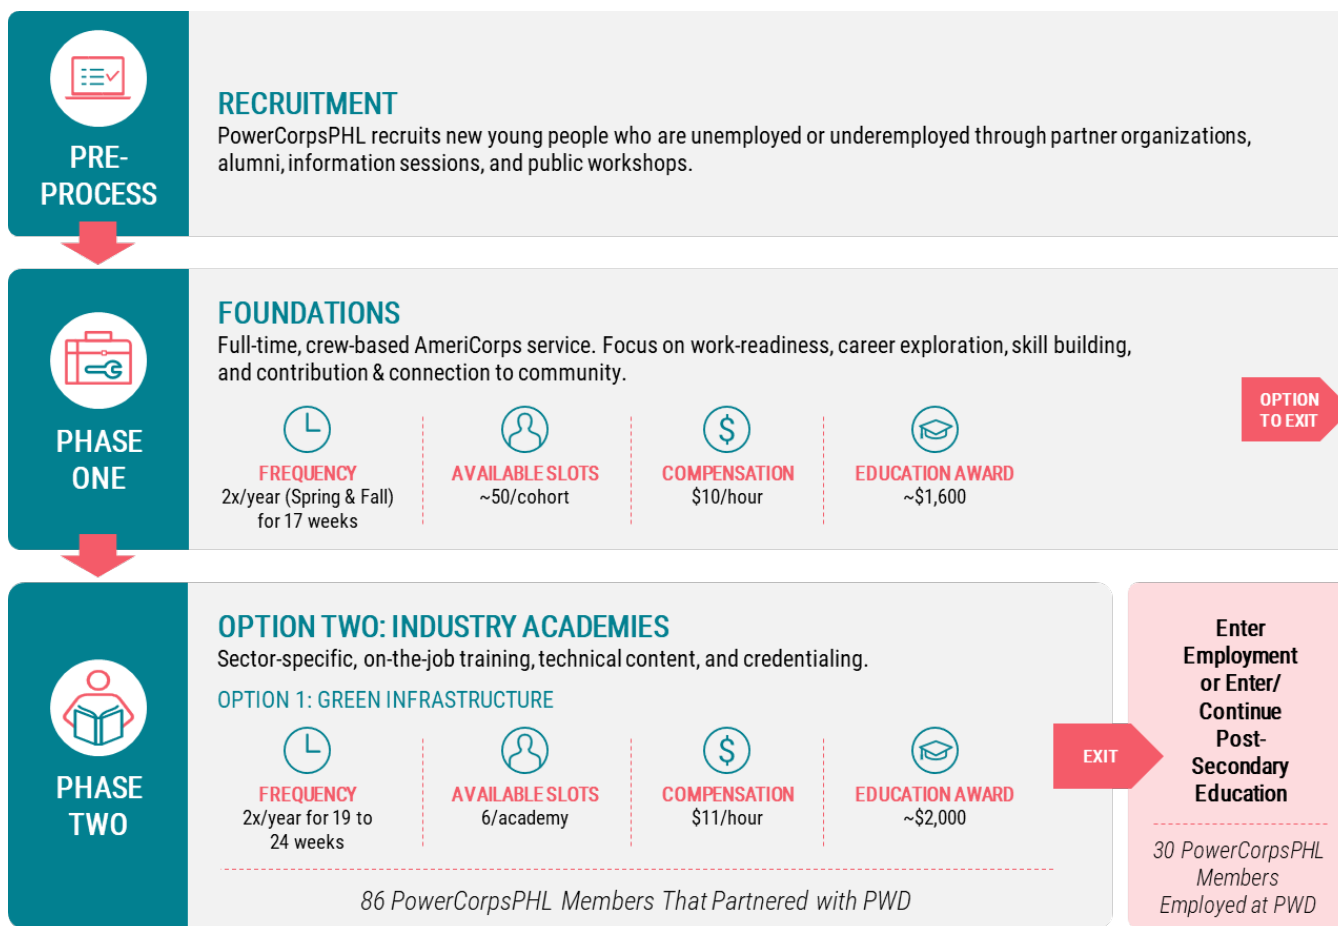 PRE-
PROCESS
RECRUITMENT
PowerCorpsPHL recruits new young people who are unemployed or underemployed through partner organizations,
alumni, information sessions, and public workshops.
PHASE
ONE
FOUNDATIONS
Full-time, crew-based AmeriCorps service. Focus on work-readiness, career exploration, skill building,
and contribution & connection to community.
FREQUENCY
2x/year (Spring & Fall)
for 17 weeks
AVAILABLE SLOTS
~50/cohort
$
COMPENSATION
$10/hour
EDUCATION AWARD
~$1,600
OPTION
TO EXIT
PHASE
TWO
OPTION TWO: INDUSTRY ACADEMIES
Sector-specific, on-the-job training, technical content, and credentialing.
OPTION 1: GREEN INFRASTRUCTURE
FREQUENCY
2x/year for 19 to
24 weeks
AVAILABLE SLOTS
6/academy
$
COMPENSATION
$11/hour
EDUCATION AWARD
~$2,000
86 PowerCorpsPHL Members That Partnered with PWD
EXIT
Enter
Employment
or Enter/
Continue
Post-
Secondary
Education
30 PowerCorpsPHL
Members
Employed at PWD